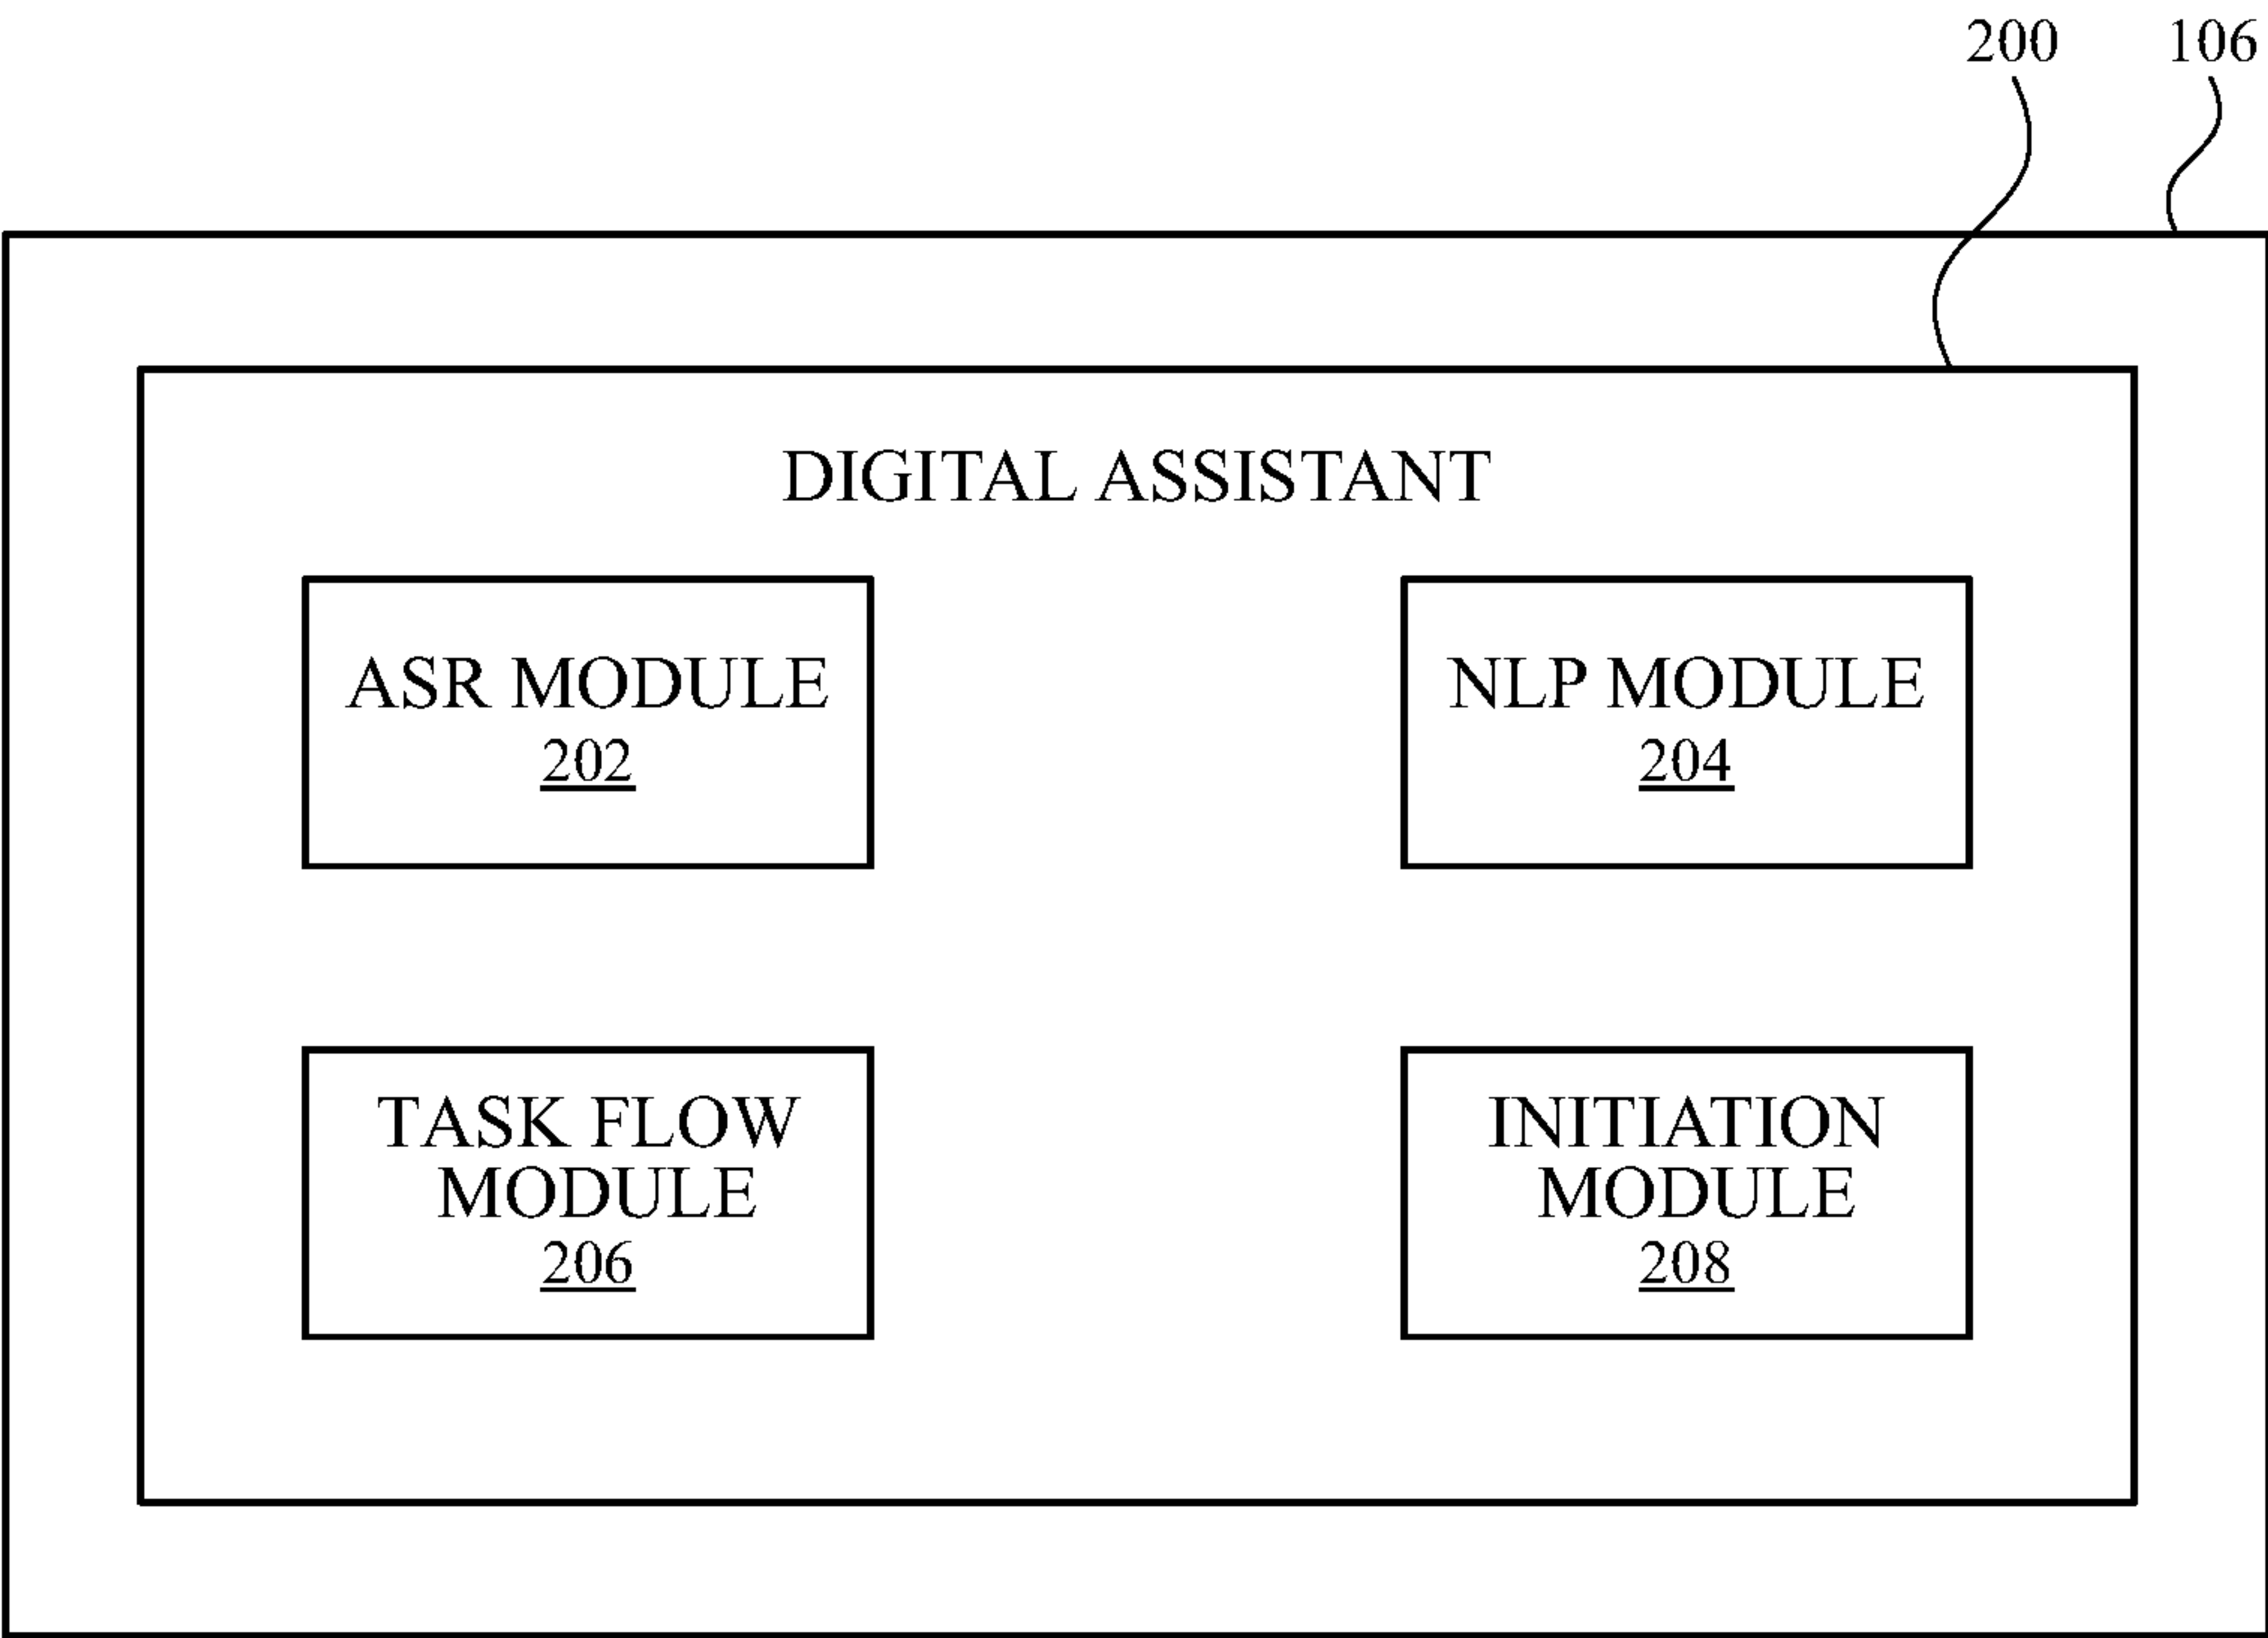 200
106
DIGITAL ASSISTANT
ASR MODULE
202
NLP MODULE
204
TASK FLOW
MODULE
206
INITIATION
MODULE
208